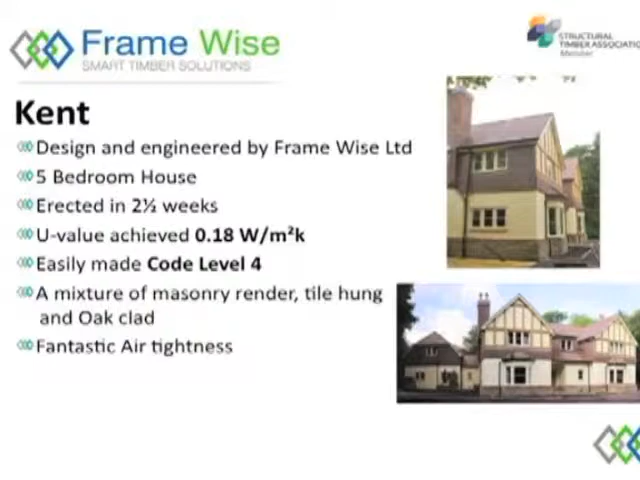 Frame Wise
SMART TIMBER SOLUTIONS
STRUCTURAL
TIMBER ASSOCIATIO
Member
Kent
Design and engineered by Frame Wise Ltd
5 Bedroom House
Erected in 2½ weeks
U-value achieved 0.18 W/m²k
Easily made Code Level 4
A mixture of masonry render, tile hung
and Oak clad
Fantastic Air tightness